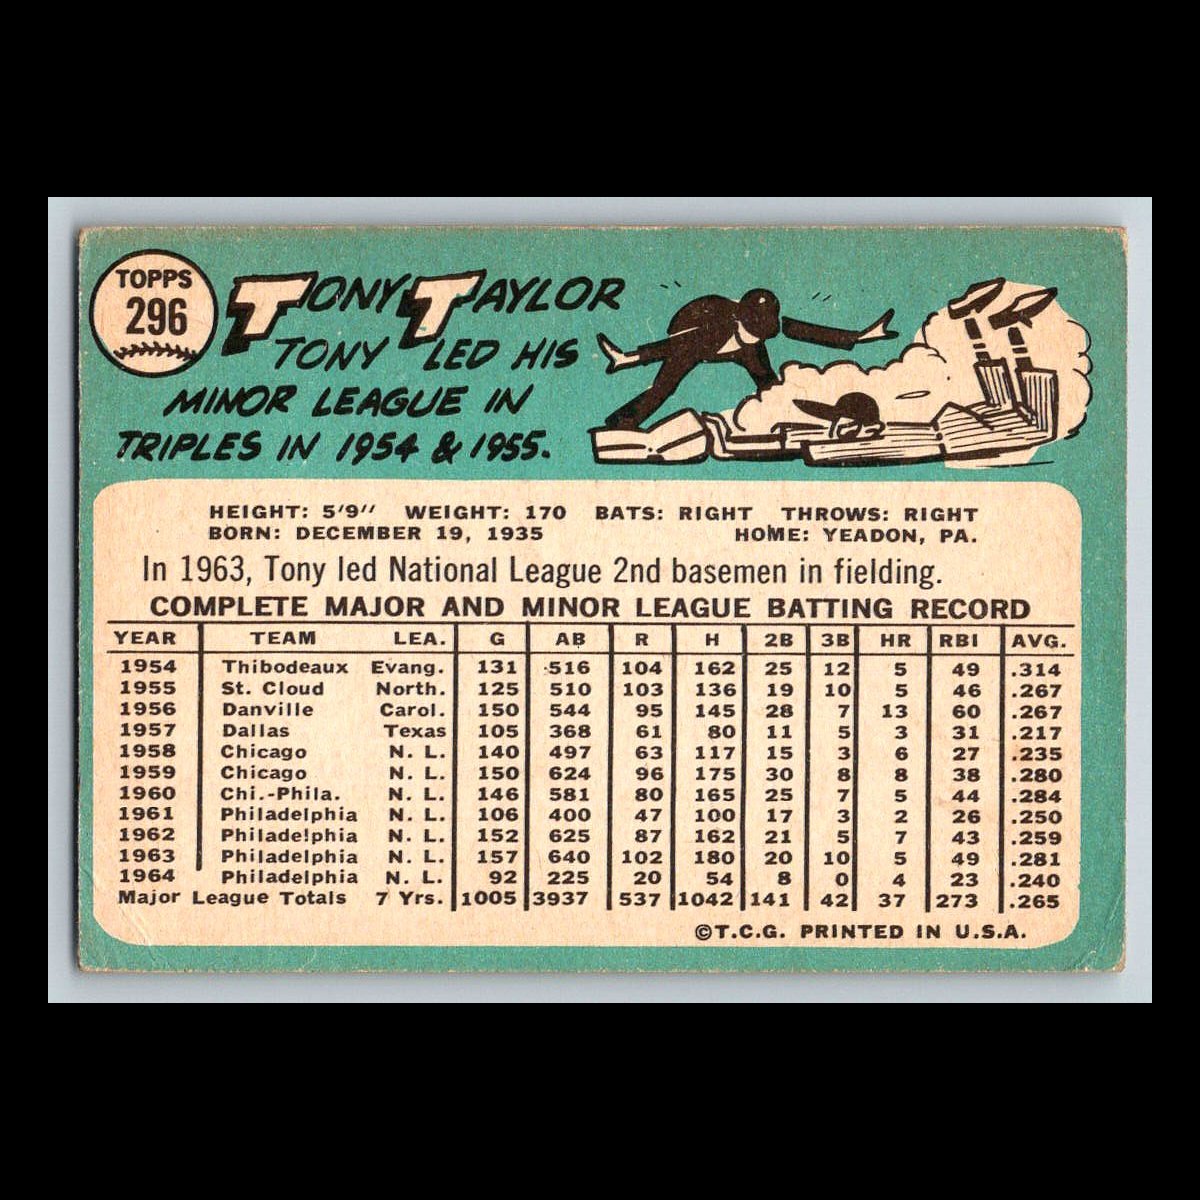 TOPPS
296
TONY TAYLOR
TONY LED HIS
MINOR LEAGUE IN
TRIPLES IN 1954 & 1955.
HEIGHT: 5'9" WEIGHT: 170 BATS: RIGHT THROWS: RIGHT
BORN: DECEMBER 19, 1935 HOME: YEADON, PA.
In 1963, Tony led National League 2nd basemen in fielding.
COMPLETE MAJOR AND MINOR LEAGUE BATTING RECORD
YEAR TEAM LEA. G AB R H 2B 3B HR RBI AVG.
1954 Thibodeaux Evang. 131 516 104 162 25 12 5 49 .314
1955 St. Cloud North. 125 510 103 136 19 10 5 46 .267
1956 Danville Carol. 150 544 95 145 28 7 13 60 .267
1957 Dallas Texas 105 368 61 80 11 5 3 31 .217
1958 Chicago N. L. 140 497 63 117 15 3 6 27 .235
1959 Chicago N. L. 150 624 96 175 30 8 8 38 .280
1960 Chi.-Phila. N. L. 146 581 80 165 25 7 5 44 .284
1961 Philadelphia N. L. 106 400 47 100 17 3 2 26 .250
1962 Philadelphia N. L. 152 625 87 162 21 5 7 43 .259
1963 Philadelphia N. L. 157 640 102 180 20 10 5 49 .281
1964 Philadelphia N. L. 92 225 20 54 8 0 4 23 .240
Major League Totals 7 Yrs. 1005 3937 537 1042 141 42 37 273 .265
©T.C.G. PRINTED IN U.S.A.